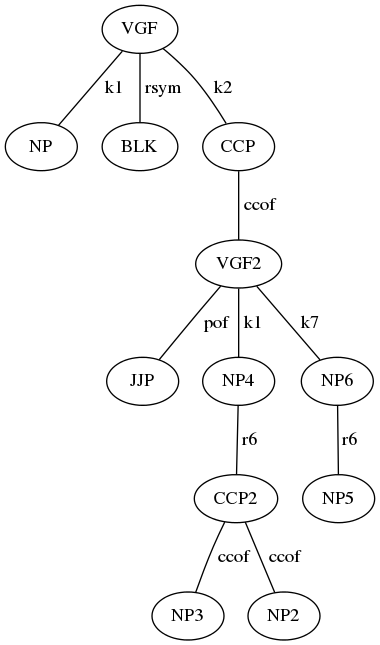 VGF
k1 rsym k2
NP BLK CCP
ccof
VGF2
pof k1 k7
JJP NP4 NP6
r6 r6
CCP2 NP5
ccof ccof
NP3 NP2